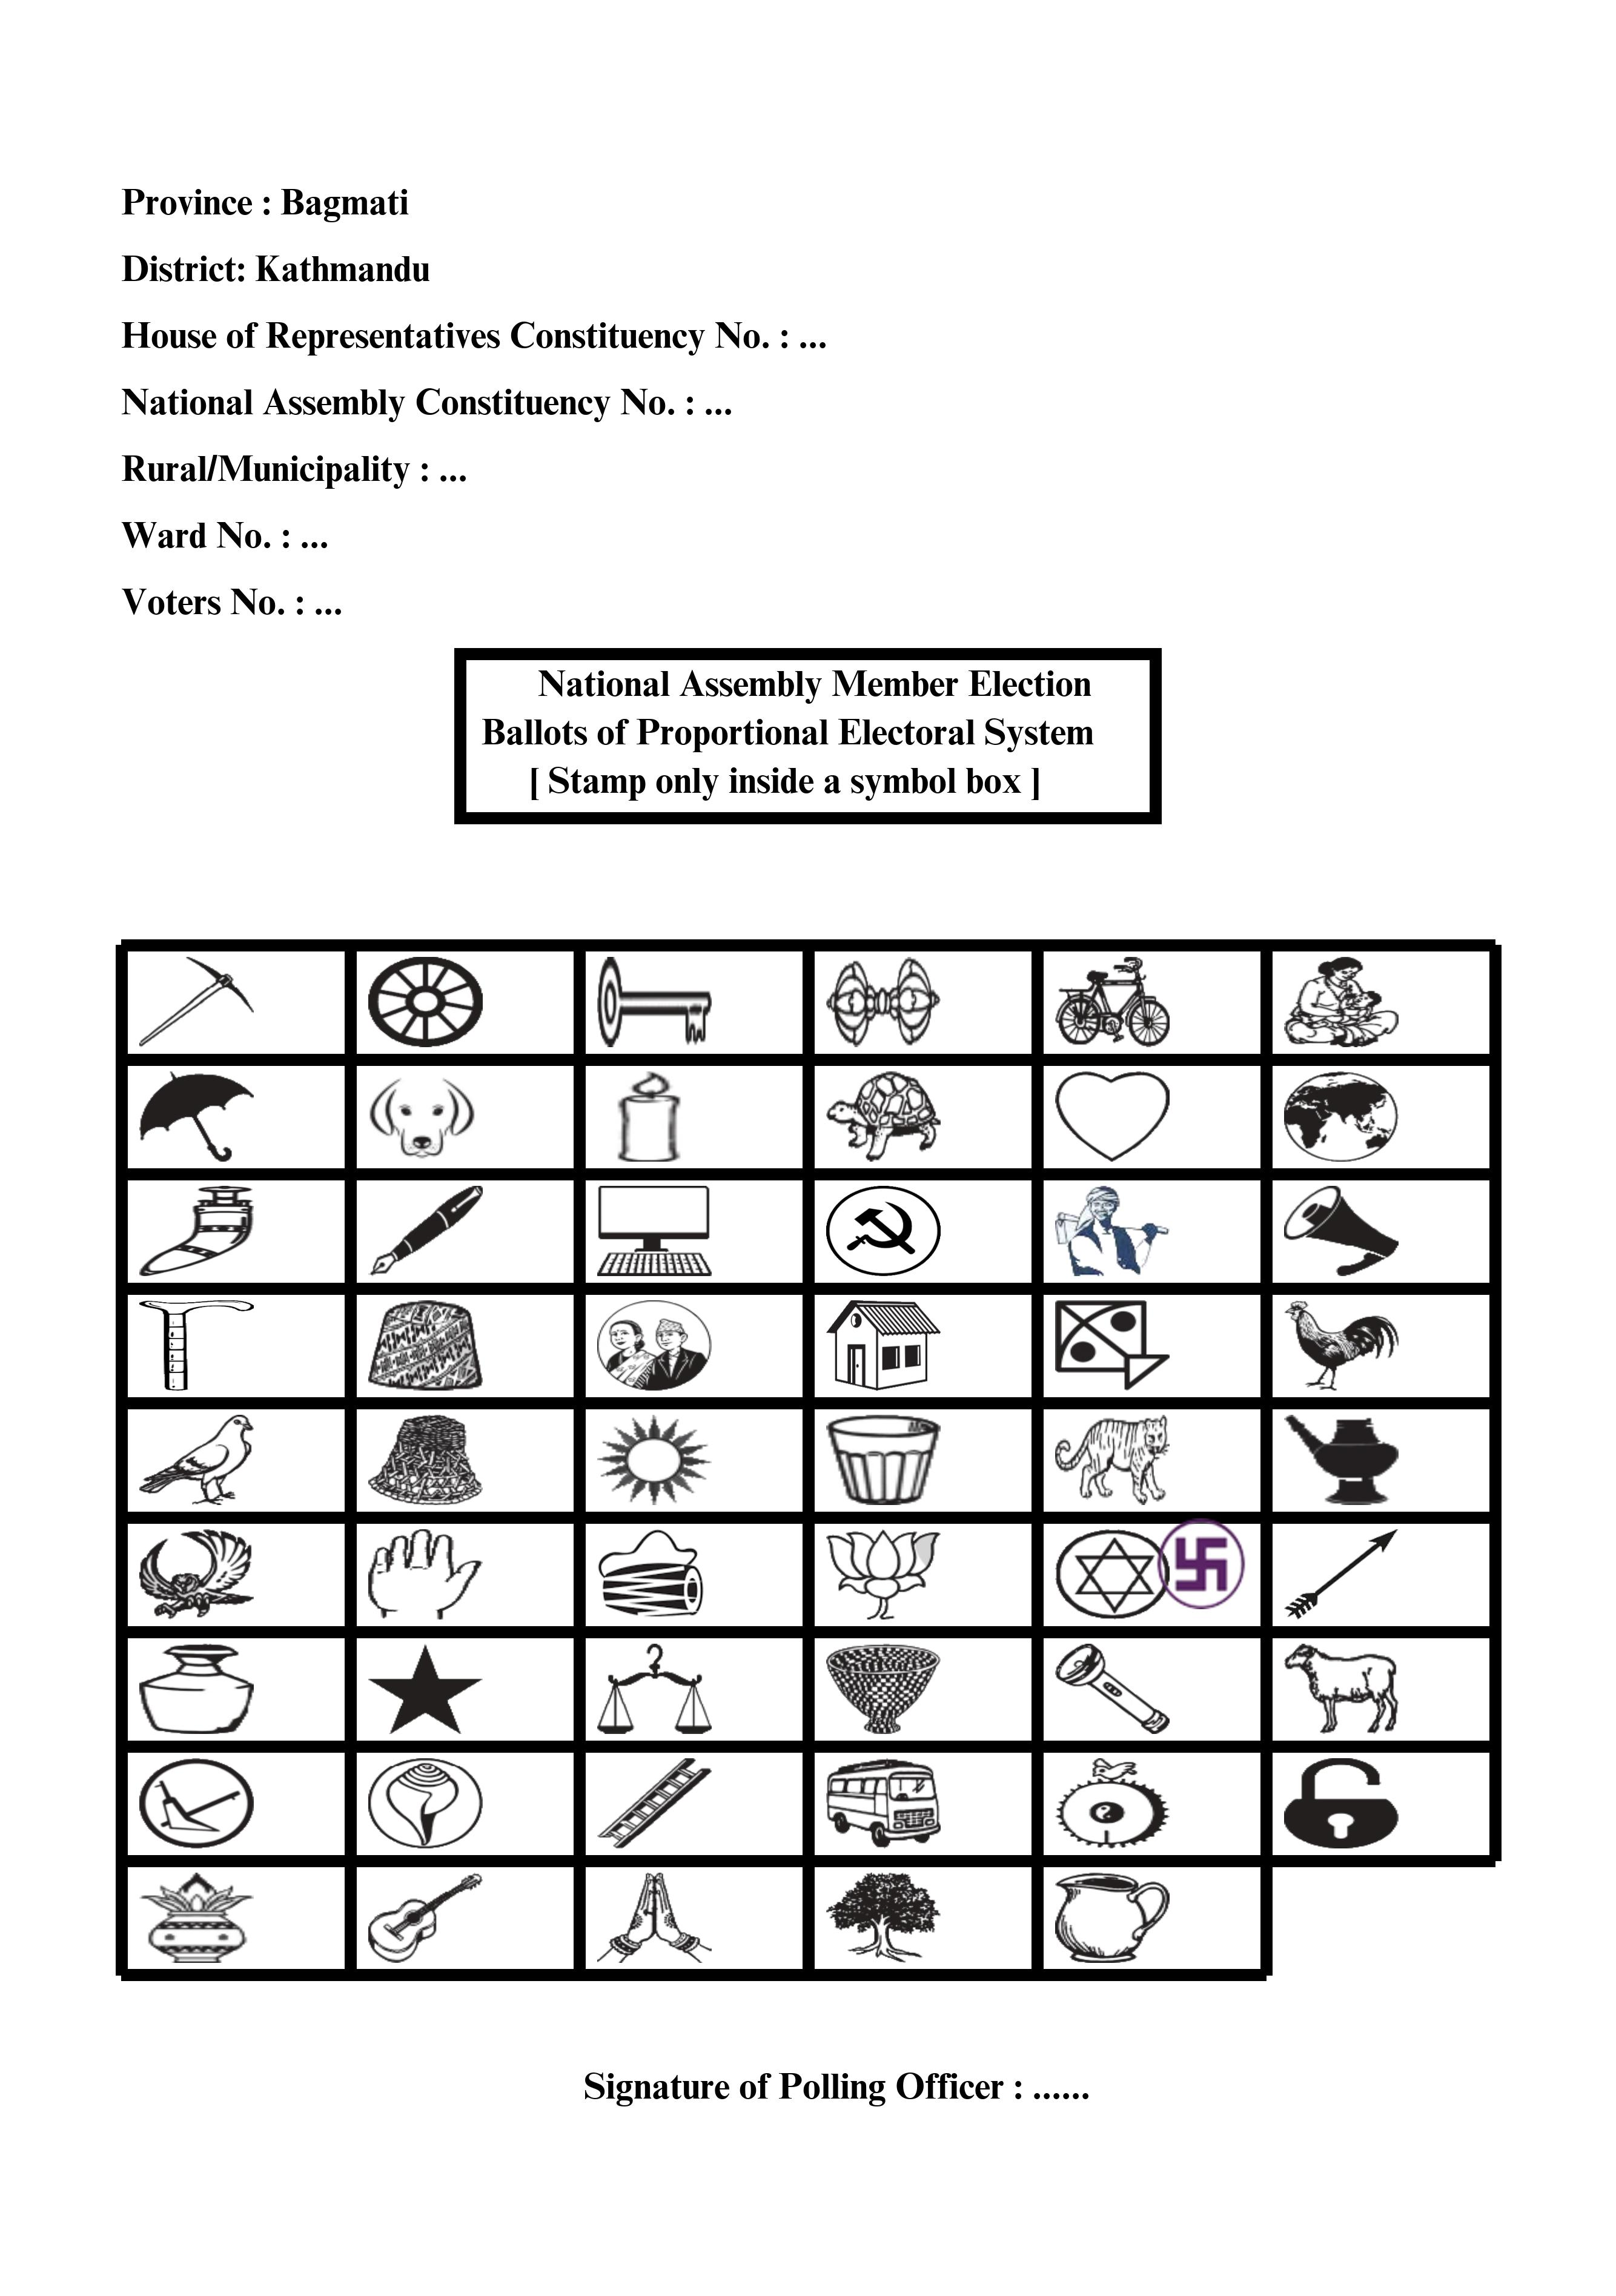 Province : Bagmati
District: Kathmandu
House of Representatives Constituency No. : ...
National Assembly Constituency No. : ...
Rural/Municipality : ...
Ward No. : ...
Voters No. : ...
National Assembly Member Election
Ballots of Proportional Electoral System
[ Stamp only inside a symbol box ]
Signature of Polling Officer : ......